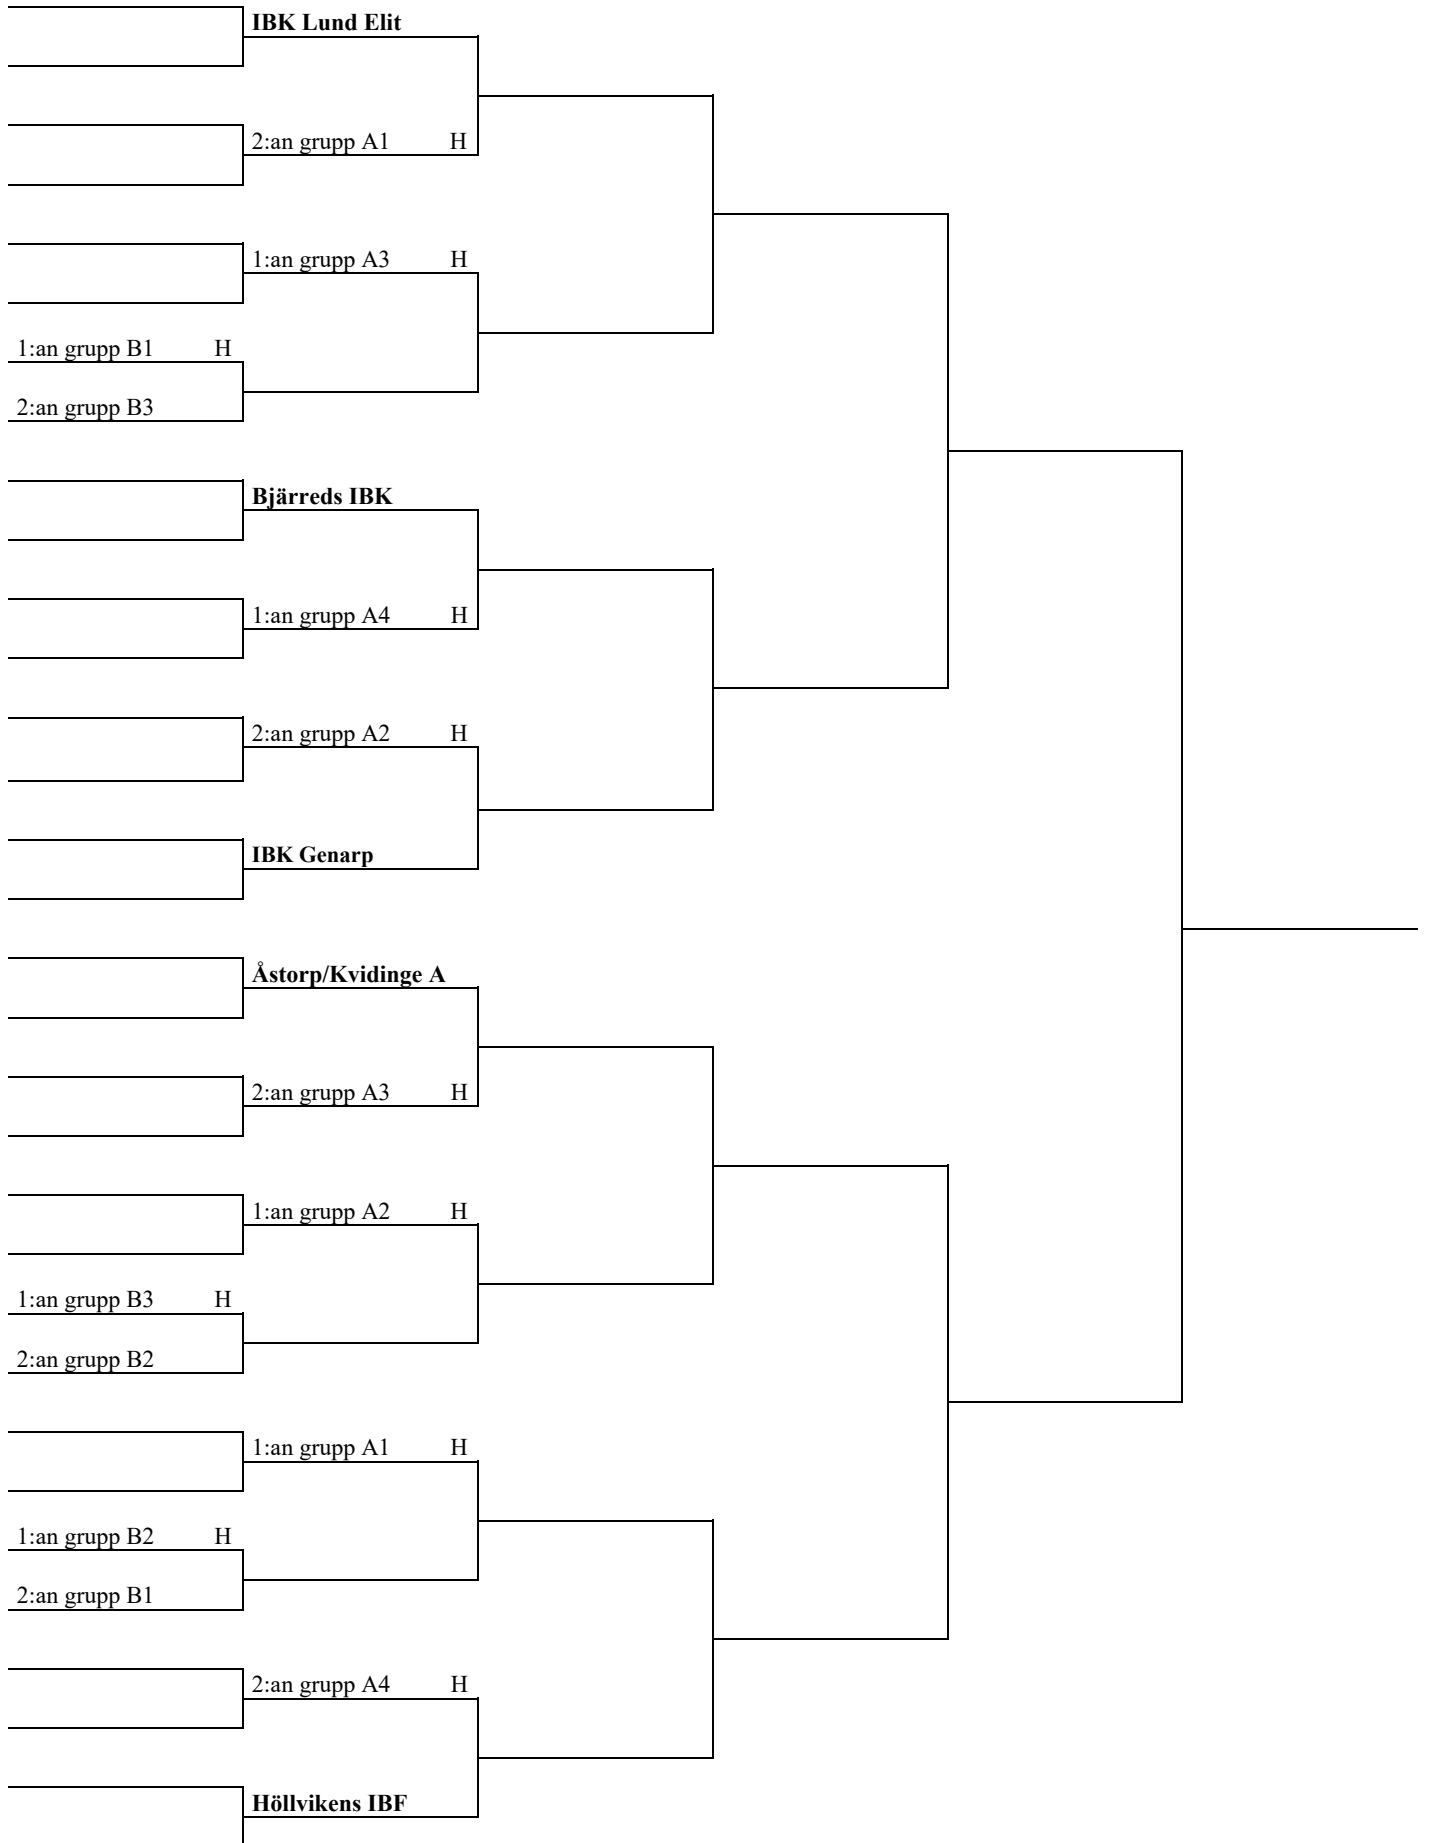 IBK Lund Elit
2:an grupp A1 H
1:an grupp A3 H
1:an grupp B1 H
2:an grupp B3
Bjärreds IBK
1:an grupp A4 H
2:an grupp A2 H
IBK Genarp
Åstorp/Kvidinge A
2:an grupp A3 H
1:an grupp A2 H
1:an grupp B3 H
2:an grupp B2
1:an grupp A1 H
1:an grupp B2 H
2:an grupp B1
2:an grupp A4 H
Höllvikens IBF